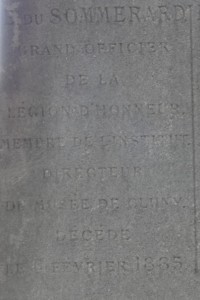 DU SOMMERARD
GRAND OFFICIER
DE LA
LÉGION D'HONNEUR,
MEMBRE DE L'INSTITUT
DIRECTEUR
DU MUSÉE DE CLUNY,
DÉCÉDÉ
FÉVRIER 1885